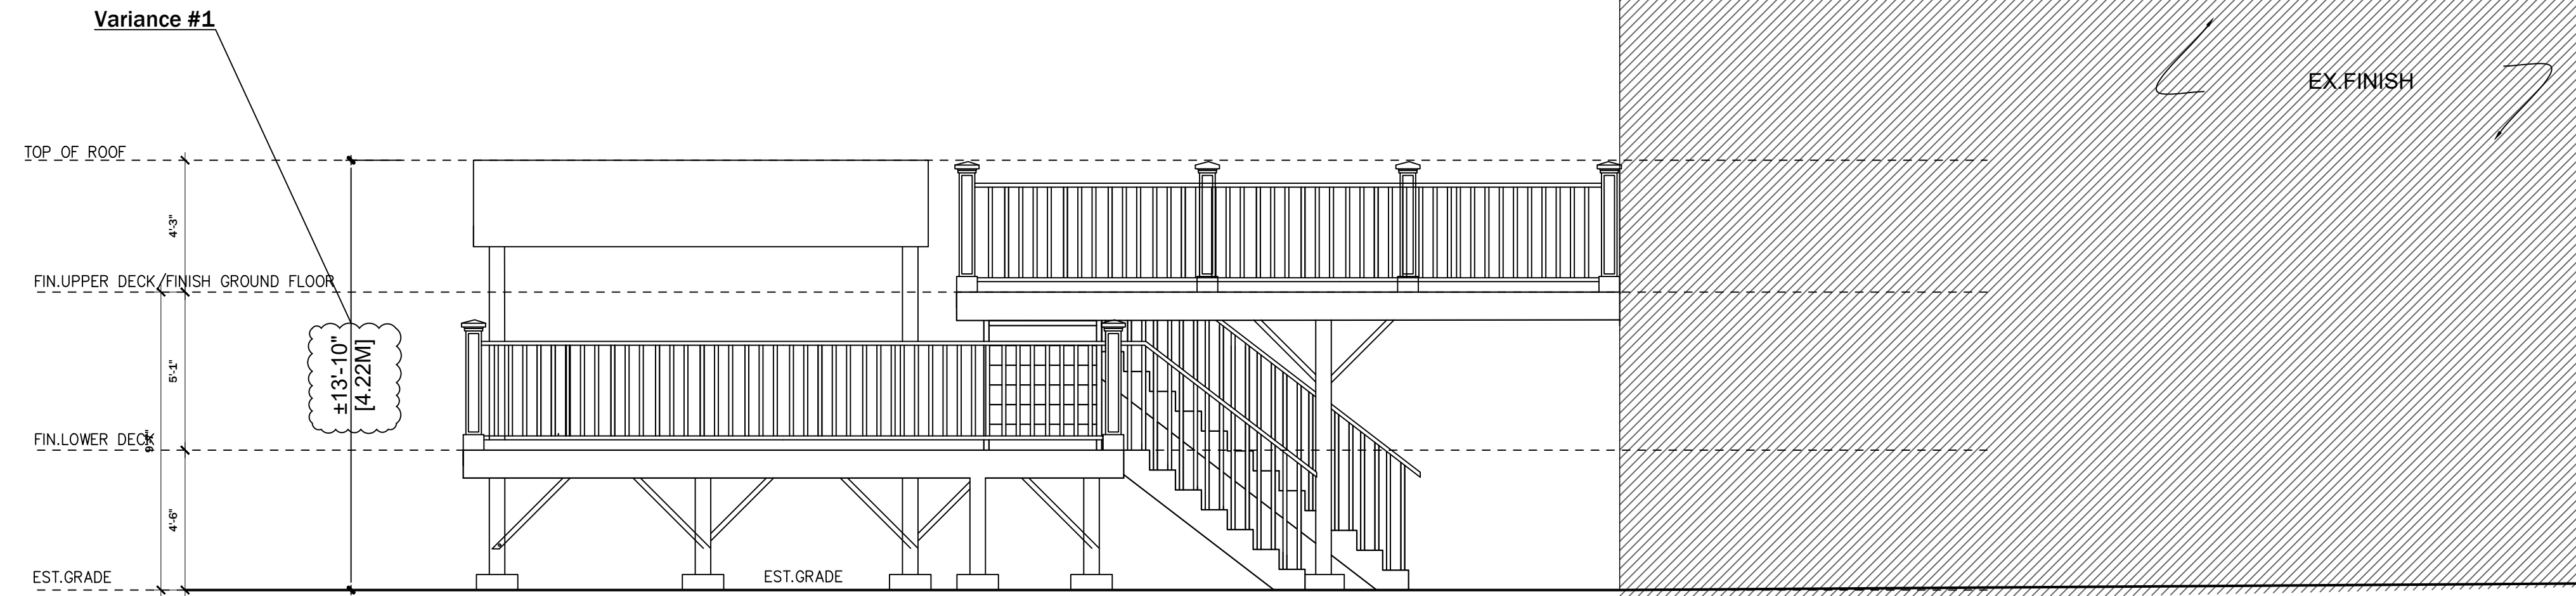 Variance #1
EX.FINISH
TOP OF ROOF
4'-3"
FIN.UPPER DECK/FINISH GROUND FLOOR
±13'-10"
[4.22M]
5'-1"
FIN.LOWER DECK
4'-6"
EST.GRADE
EST.GRADE